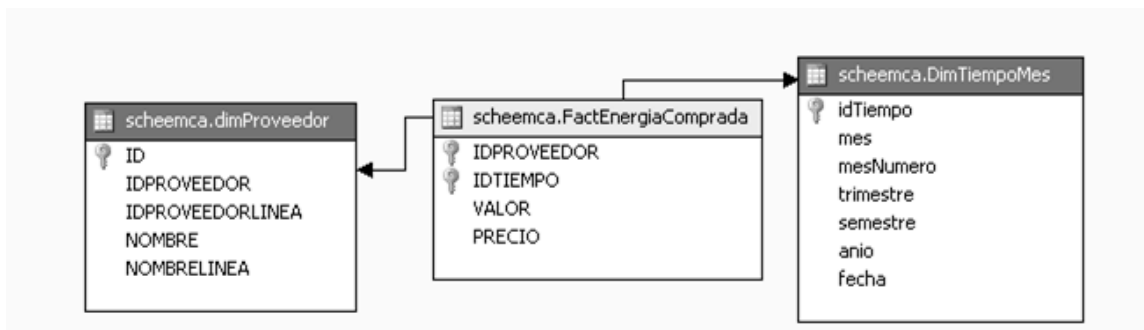 scheemca.dimProveedor
ID
IDPROVEEDOR
IDPROVEEDORLINEA
NOMBRE
NOMBRELINEA
scheemca.FactEnergiaComprada
IDPROVEEDOR
IDTIEMPO
VALOR
PRECIO
scheemca.DimTiempoMes
idTiempo
mes
mesNumero
trimestre
semestre
anio
fecha